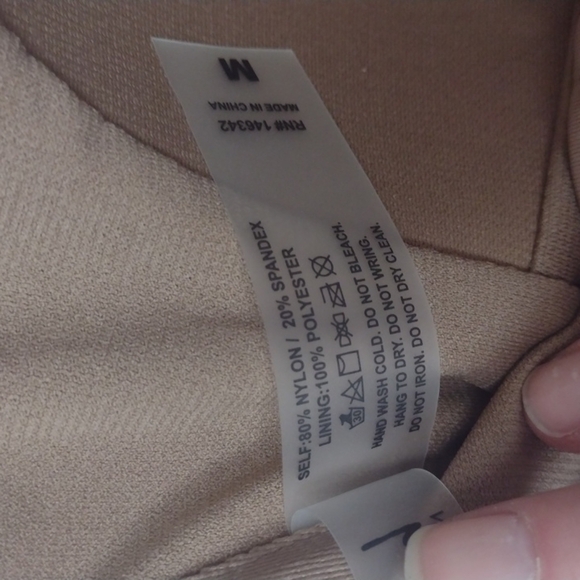 M
MADE IN CHINA
RN# 146342
SELF:80% NYLON / 20% SPANDEX
LINING:100% POLYESTER
30
HAND WASH COLD. DO NOT BLEACH.
HANG TO DRY. DO NOT WRING.
DO NOT IRON. DO NOT DRY CLEAN.